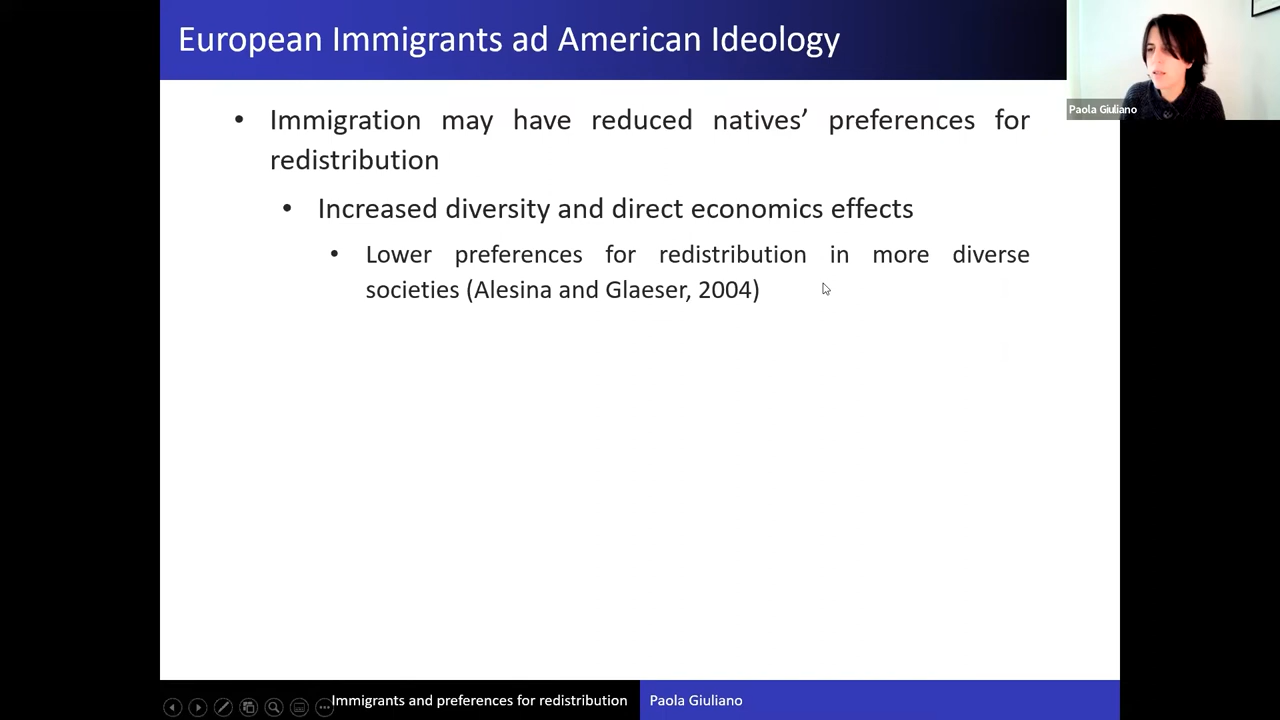 European Immigrants ad American Ideology
Paola Giuliano
• Immigration may have reduced natives’ preferences for
redistribution
• Increased diversity and direct economics effects
• Lower preferences for redistribution in more diverse
societies (Alesina and Glaeser, 2004)
Immigrants and preferences for redistribution
Paola Giuliano